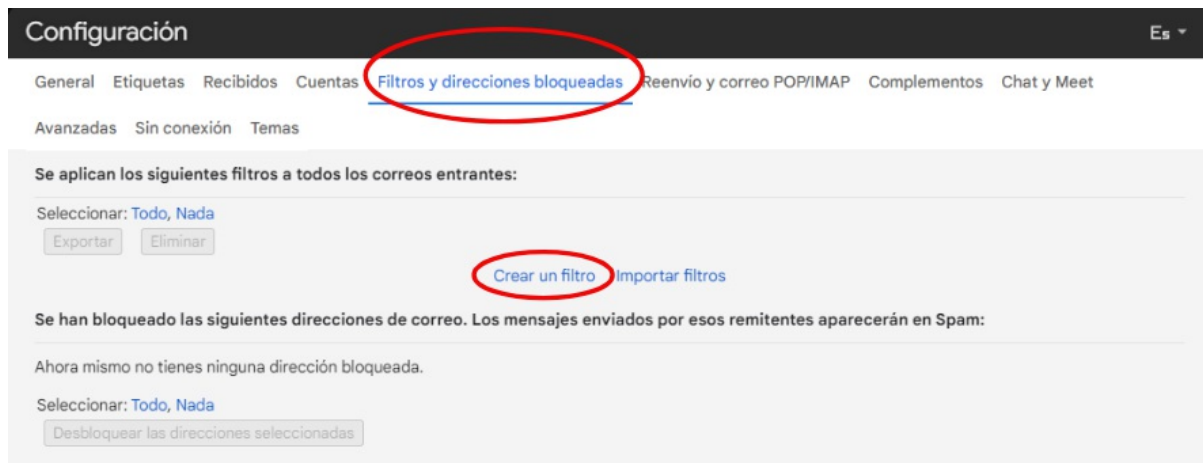 Configuración
Es
General Etiquetas Recibidos Cuentas Filtros y direcciones bloqueadas Reenvío y correo POP/IMAP Complementos Chat y Meet
Avanzadas Sin conexión Temas
Se aplican los siguientes filtros a todos los correos entrantes:
Seleccionar: Todo, Nada
Exportar Eliminar
Crear un filtro Importar filtros
Se han bloqueado las siguientes direcciones de correo. Los mensajes enviados por esos remitentes aparecerán en Spam:
Ahora mismo no tienes ninguna dirección bloqueada.
Seleccionar: Todo, Nada
Desbloquear las direcciones seleccionadas